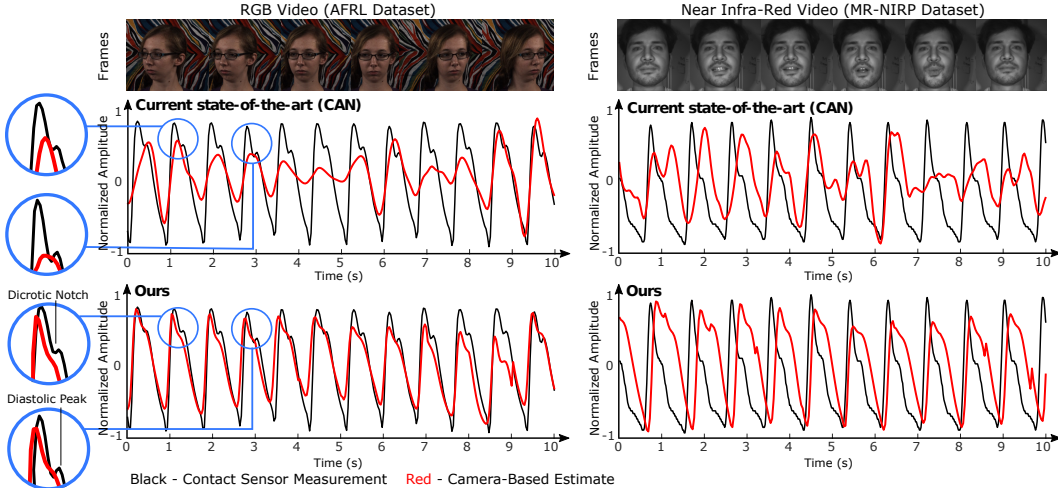 RGB Video (AFRL Dataset)
Near Infra-Red Video (MR-NIRP Dataset)
Frames
Frames
Current state-of-the-art (CAN)
Normalized Amplitude
1
0
-1
0 1 2 3 4 5 6 7 8 9 10
Time (s)
Current state-of-the-art (CAN)
Normalized Amplitude
1
0
-1
0 1 2 3 4 5 6 7 8 9 10
Time (s)
Dicrotic Notch
Diastolic Peak
Ours
Normalized Amplitude
1
0
-1
0 1 2 3 4 5 6 7 8 9 10
Time (s)
Ours
Normalized Amplitude
1
0
-1
0 1 2 3 4 5 6 7 8 9 10
Time (s)
Black - Contact Sensor Measurement Red - Camera-Based Estimate